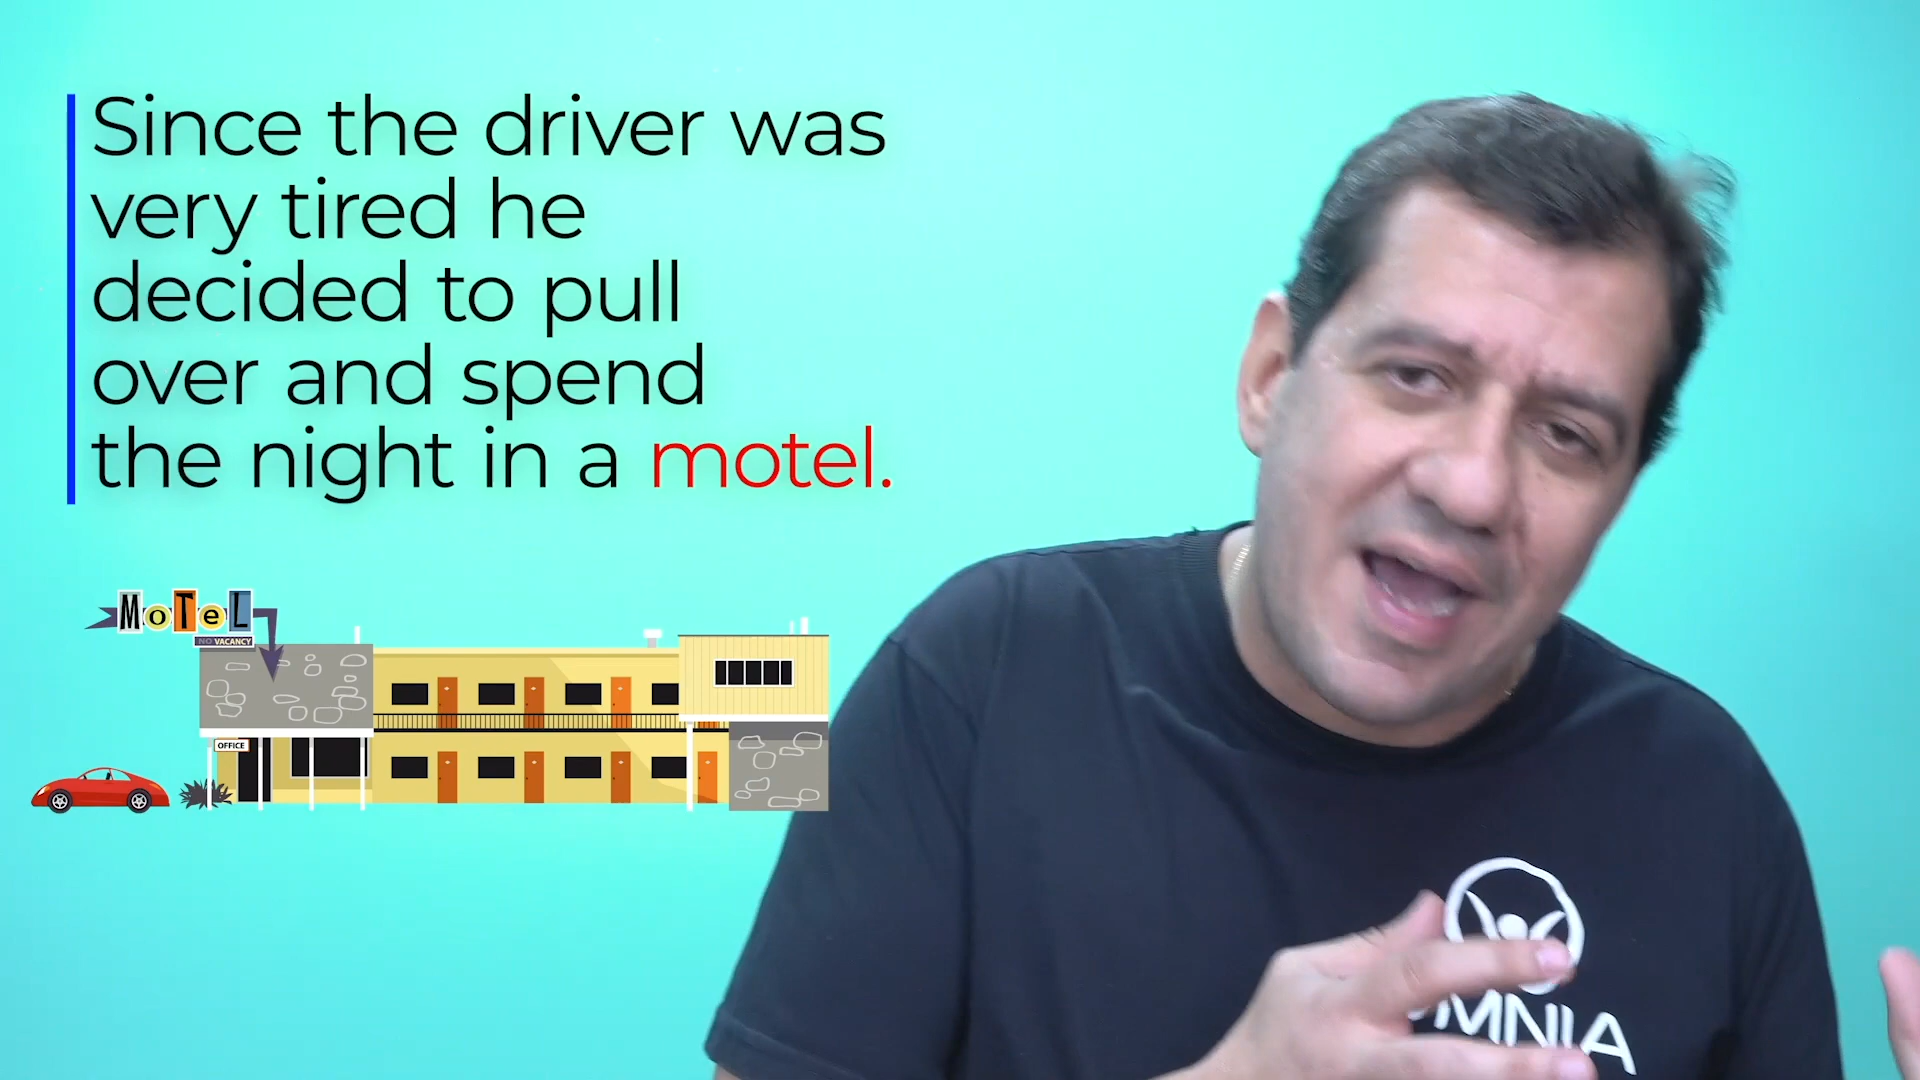 Since the driver was
very tired he
decided to pull
over and spend
the night in a motel.
MoTeL
NO VACANCY
OFFICE
MNIA